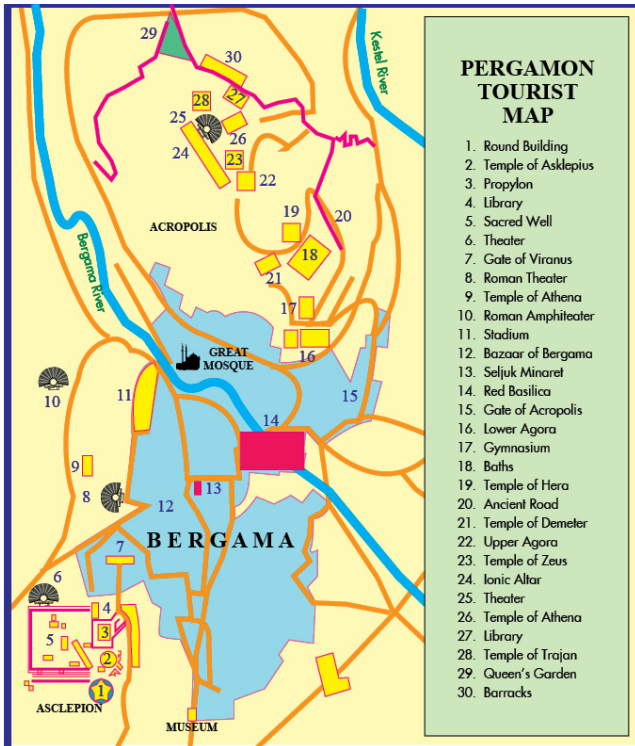 29
30
27
28
25
26
24
23
22
Kestel River
ACROPOLIS
19
20
18
21
17
16
15
Bergama River
GREAT
MOSQUE
14
10
11
9
8
13
12
BERGAMA
7
6
4
3
5
2
1
ASCLEPION
MUSEUM
PERGAMON
TOURIST
MAP
1. Round Building
2. Temple of Asklepius
3. Propylon
4. Library
5. Sacred Well
6. Theater
7. Gate of Viranus
8. Roman Theater
9. Temple of Athena
10. Roman Amphiteater
11. Stadium
12. Bazaar of Bergama
13. Seljuk Minaret
14. Red Basilica
15. Gate of Acropolis
16. Lower Agora
17. Gymnasium
18. Baths
19. Temple of Hera
20. Ancient Road
21. Temple of Demeter
22. Upper Agora
23. Temple of Zeus
24. Ionic Altar
25. Theater
26. Temple of Athena
27. Library
28. Temple of Trajan
29. Queen's Garden
30. Barracks